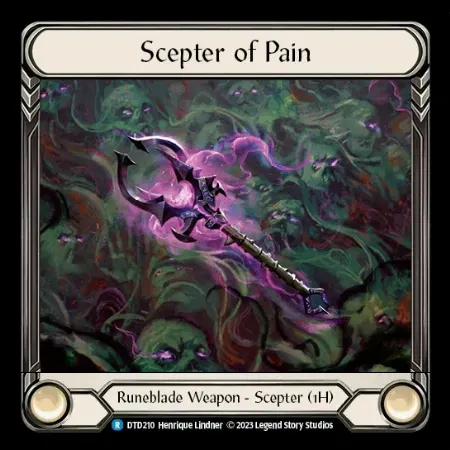 Scepter of Pain
Runeblade Weapon - Scepter (1H)
R DTD210 Henrique Lindner © 2023 Legend Story Studios